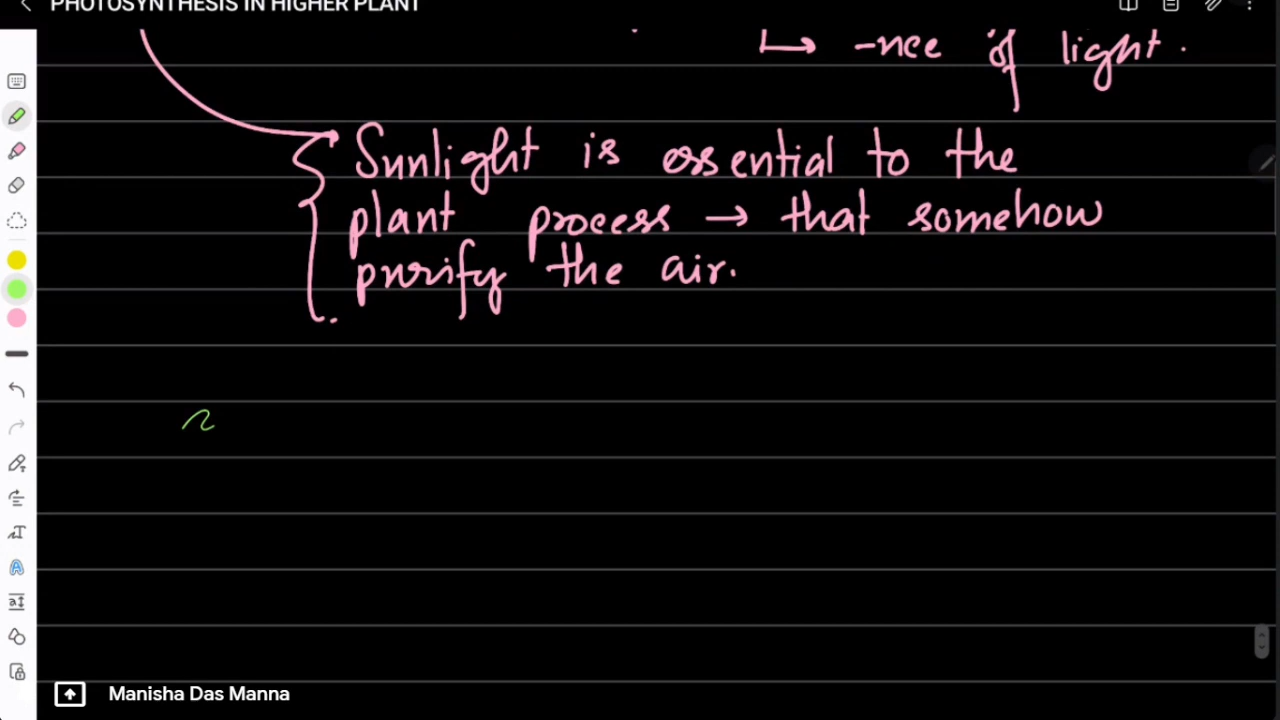 PHOTOSYNTHESIS IN HIGHER PLANT
↳ -nce of light.
Sunlight is essential to the
plant process → that somehow
purify the air.
Manisha Das Manna